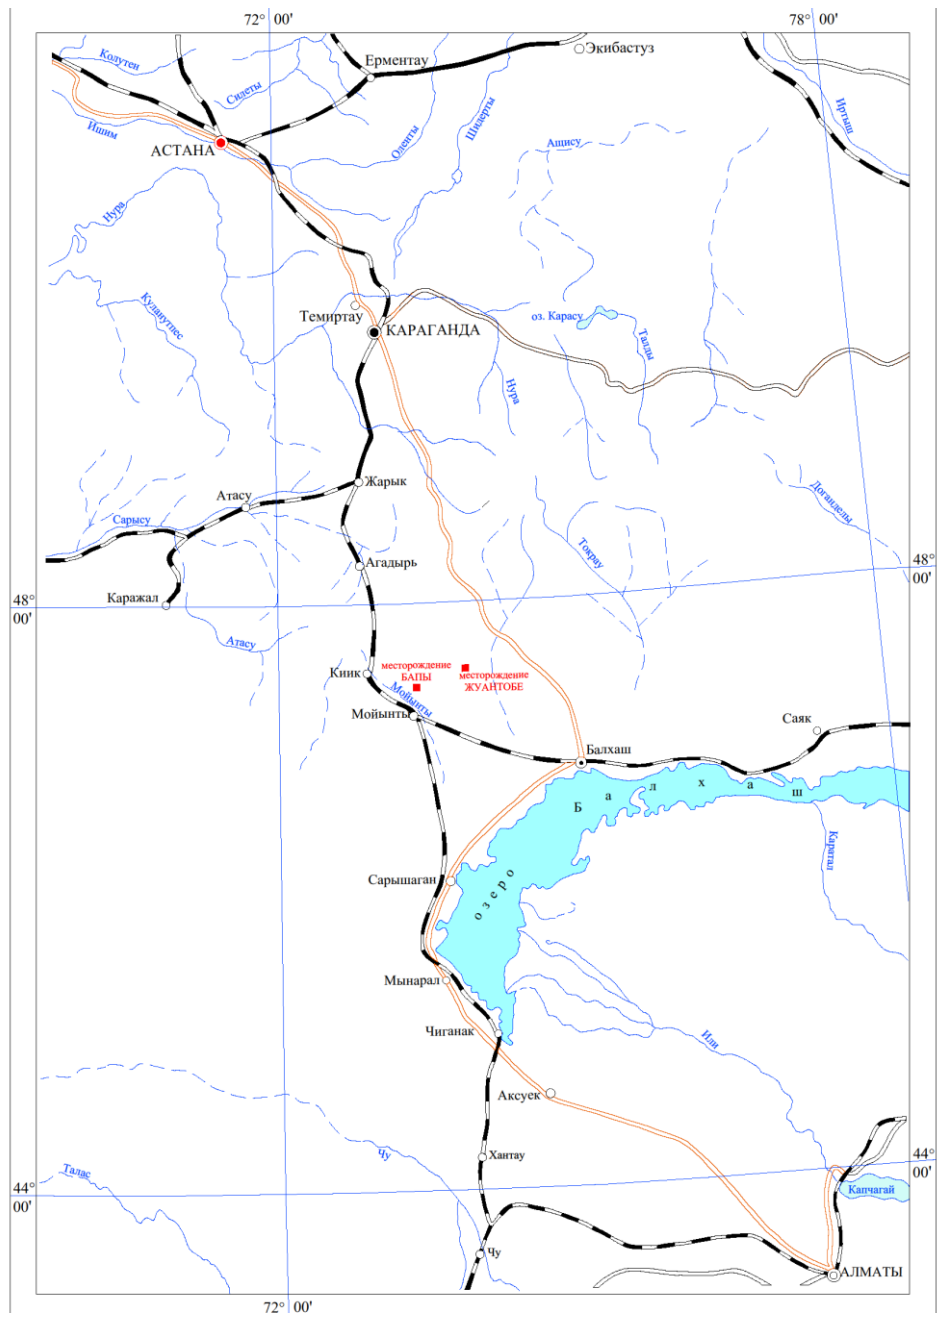 72° 00'
78° 00'
Экибастуз
Ерментау
Колутен
Силеты
Иртыш
Шидерты
Ишим
Оленты
Ащису
АСТАНА
Нура
Куланутпес
Темиртау
оз. Карасу
КАРАГАНДА
Талды
Нура
Жарык
Атасу
Доганделы
Сарысу
Токрау
48°
00'
Агадырь
Каражал
48°
00'
Атасу
месторождение
БАПЫ
месторождение
ЖУАНТОБЕ
Киик
Мойынты
Мойынты
Саяк
Балхаш
Балхаш
Каратал
Сарышаган
озеро
Мынарал
Чиганак
Или
Аксуек
Чу
Хантау
Талас
44°
00'
44°
00'
Капчагай
Чу
АЛМАТЫ
72° 00'